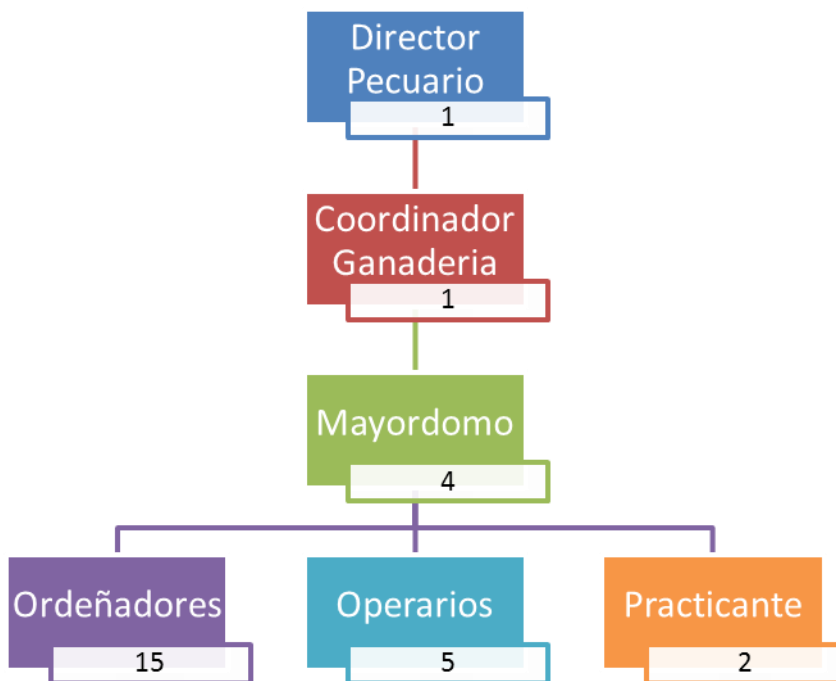 Director
Pecuario
1
Coordinador
Ganaderia
1
Mayordomo
4
Ordeñadores
15
Operarios
5
Practicante
2